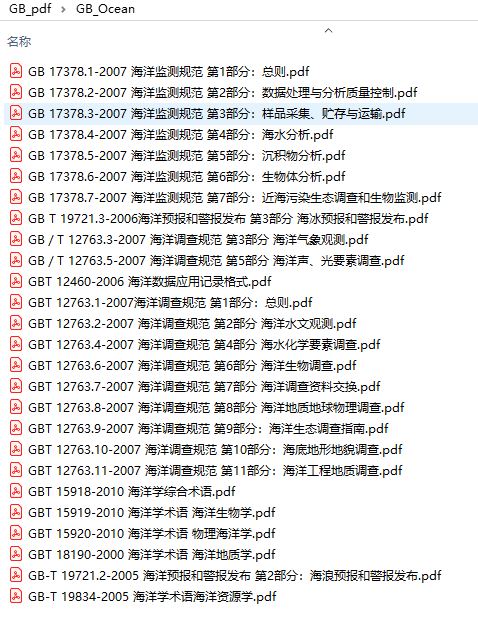 GB_pdf > GB_Ocean
名称
GB 17378.1-2007 海洋监测规范 第1部分：总则.pdf
GB 17378.2-2007 海洋监测规范 第2部分：数据处理与分析质量控制.pdf
GB 17378.3-2007 海洋监测规范 第3部分：样品采集、贮存与运输.pdf
GB 17378.4-2007 海洋监测规范 第4部分：海水分析.pdf
GB 17378.5-2007 海洋监测规范 第5部分：沉积物分析.pdf
GB 17378.6-2007 海洋监测规范 第6部分：生物体分析.pdf
GB 17378.7-2007 海洋监测规范 第7部分：近海污染生态调查和生物监测.pdf
GB T 19721.3-2006海洋预报和警报发布 第3部分 海冰预报和警报发布.pdf
GB / T 12763.3-2007 海洋调查规范 第3部分 海洋气象观测.pdf
GB / T 12763.5-2007 海洋调查规范 第5部分 海洋声、光要素调查.pdf
GBT 12460-2006 海洋数据应用记录格式.pdf
GBT 12763.1-2007海洋调查规范 第1部分：总则.pdf
GBT 12763.2-2007 海洋调查规范 第2部分 海洋水文观测.pdf
GBT 12763.4-2007 海洋调查规范 第4部分 海水化学要素调查.pdf
GBT 12763.6-2007 海洋调查规范 第6部分 海洋生物调查.pdf
GBT 12763.7-2007 海洋调查规范 第7部分 海洋调查资料交换.pdf
GBT 12763.8-2007 海洋调查规范 第8部分 海洋地质地球物理调查.pdf
GBT 12763.9-2007 海洋调查规范 第9部分：海洋生态调查指南.pdf
GBT 12763.10-2007 海洋调查规范 第10部分：海底地形地貌调查.pdf
GBT 12763.11-2007 海洋调查规范 第11部分：海洋工程地质调查.pdf
GBT 15918-2010 海洋学综合术语.pdf
GBT 15919-2010 海洋学术语 海洋生物学.pdf
GBT 15920-2010 海洋学术语 物理海洋学.pdf
GBT 18190-2000 海洋学术语 海洋地质学.pdf
GB-T 19721.2-2005 海洋预报和警报发布 第2部分：海浪预报和警报发布.pdf
GB-T 19834-2005 海洋学术语海洋资源学.pdf